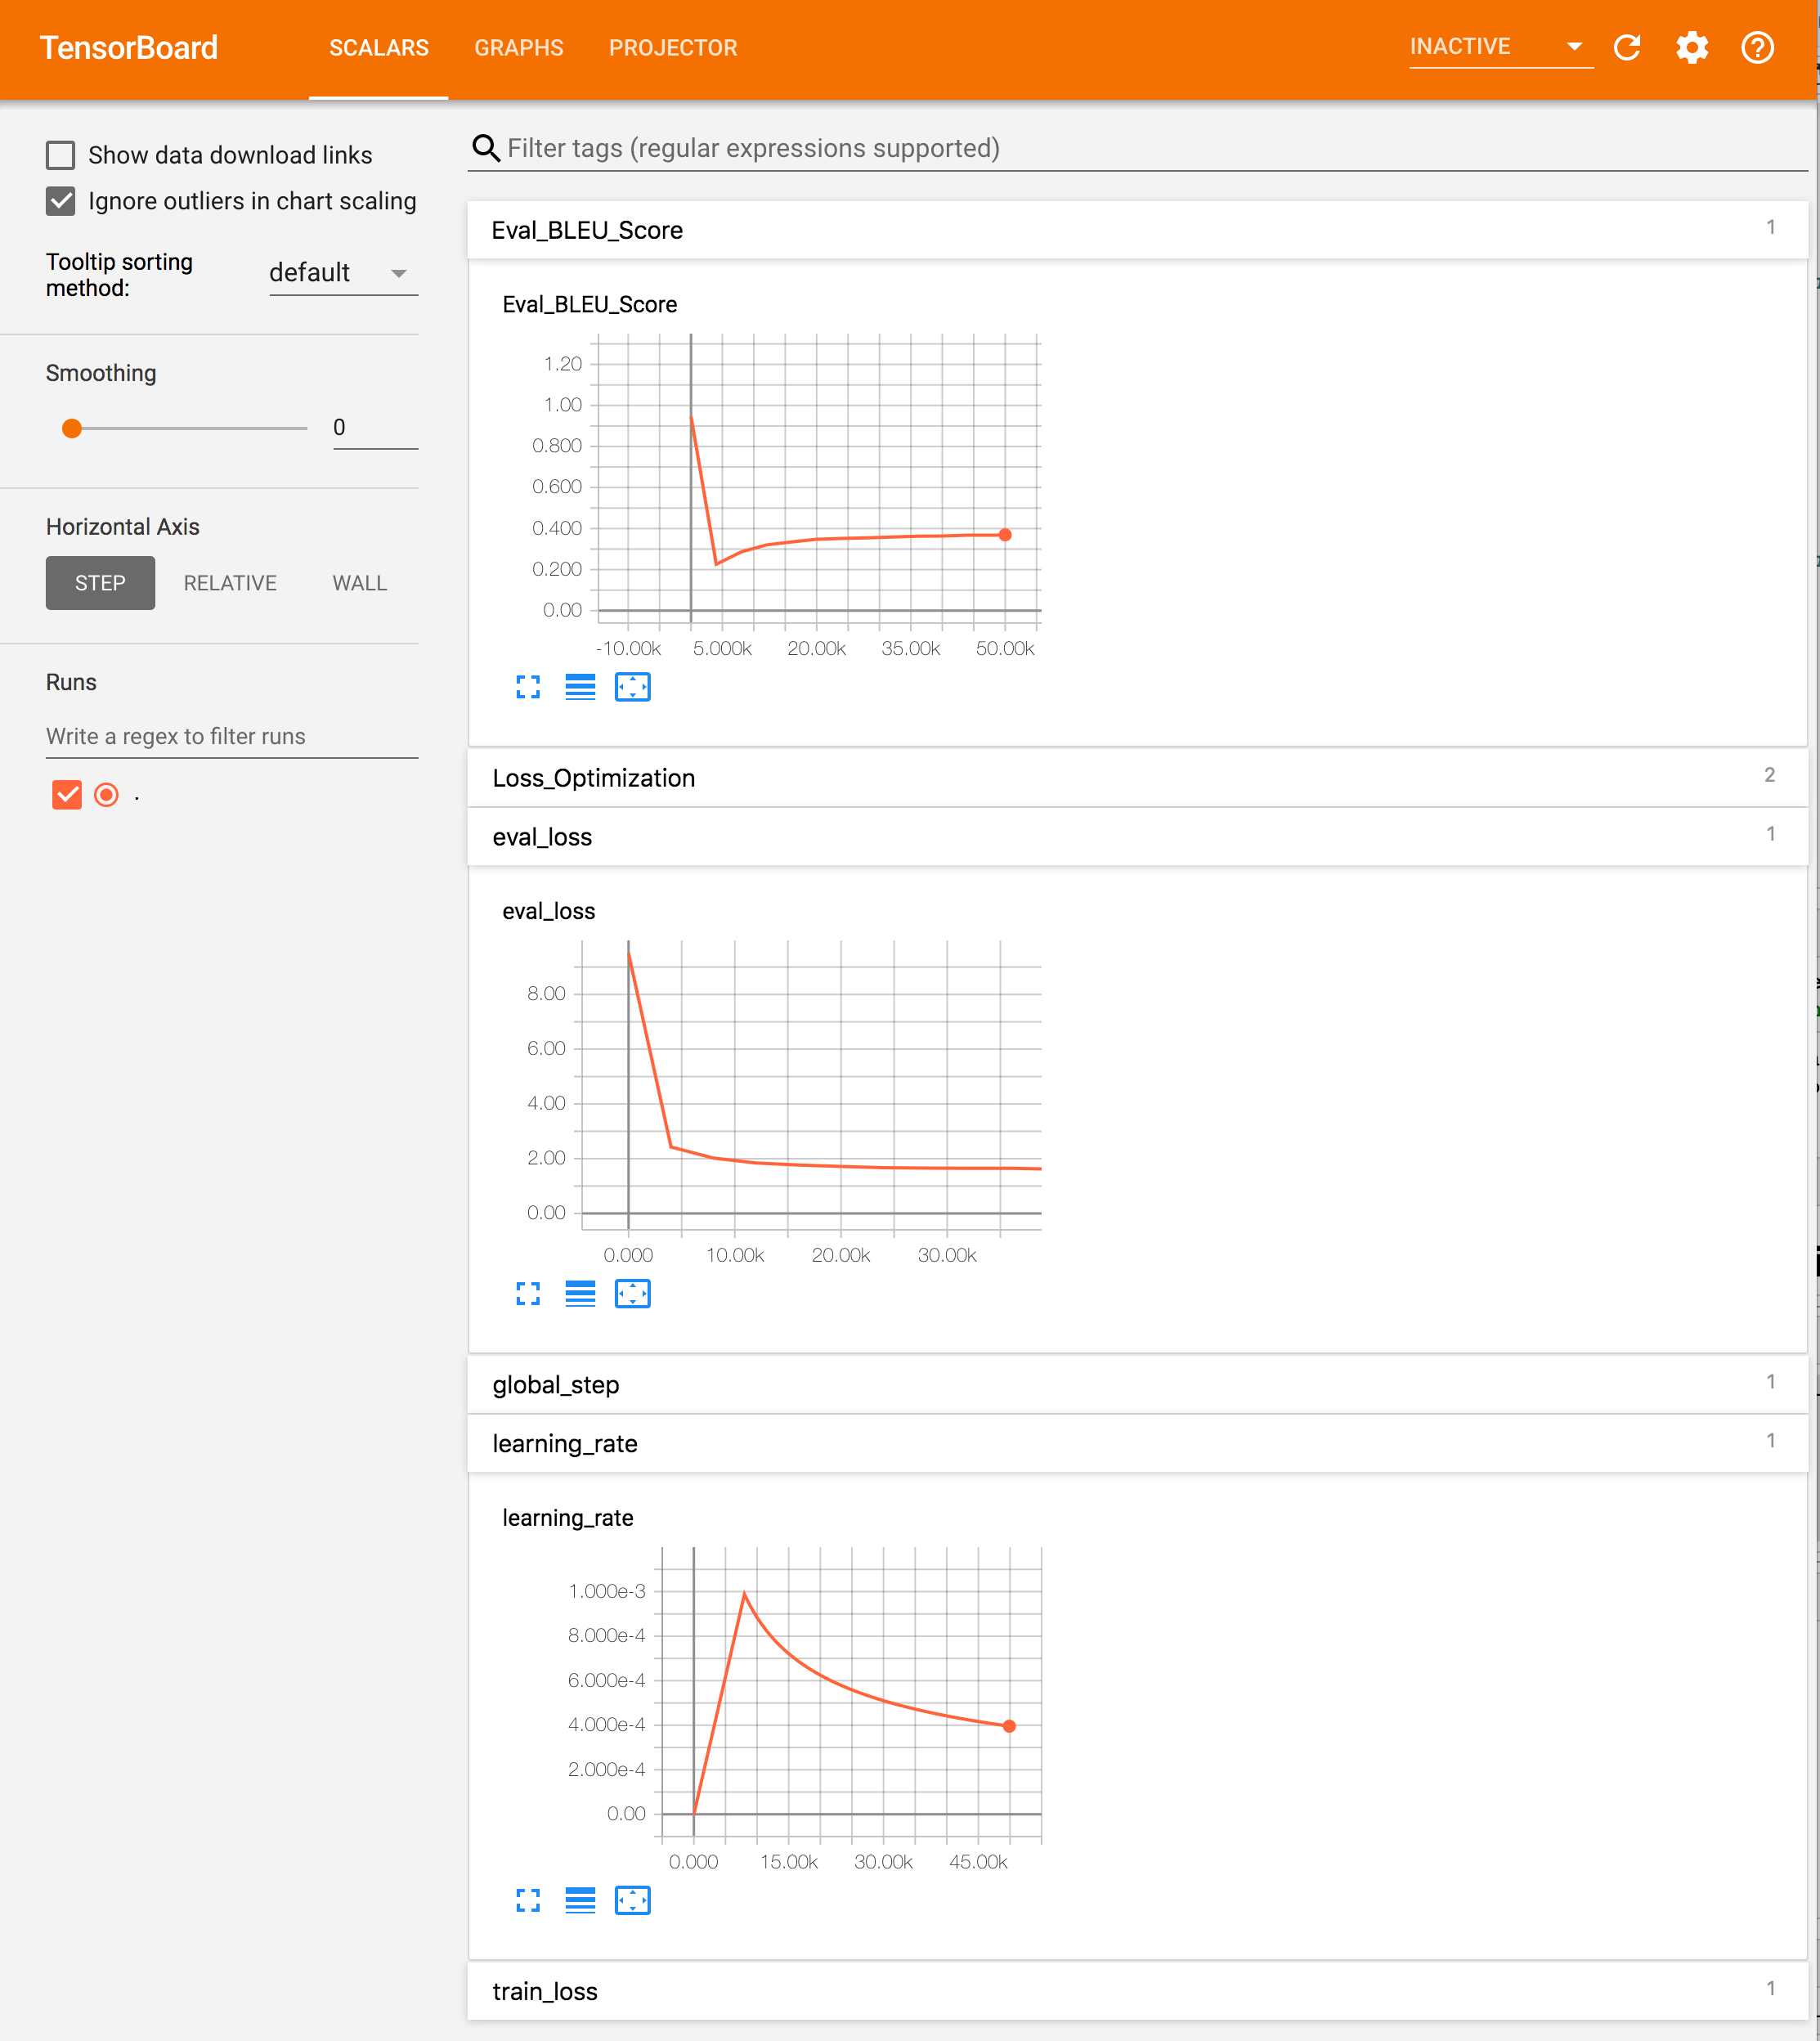 TensorBoard SCALARS GRAPHS PROJECTOR INACTIVE
Show data download links
Ignore outliers in chart scaling
Tooltip sorting
method:
default
Smoothing
0
Horizontal Axis
STEP RELATIVE WALL
Runs
Write a regex to filter runs
.
Filter tags (regular expressions supported)
Eval_BLEU_Score 1
Eval_BLEU_Score
1.20
1.00
0.800
0.600
0.400
0.200
0.00
-10.00k 5.000k 20.00k 35.00k 50.00k
Loss_Optimization 2
eval_loss 1
eval_loss
8.00
6.00
4.00
2.00
0.00
0.000 10.00k 20.00k 30.00k
global_step 1
learning_rate 1
learning_rate
1.000e-3
8.000e-4
6.000e-4
4.000e-4
2.000e-4
0.00
0.000 15.00k 30.00k 45.00k
train_loss 1